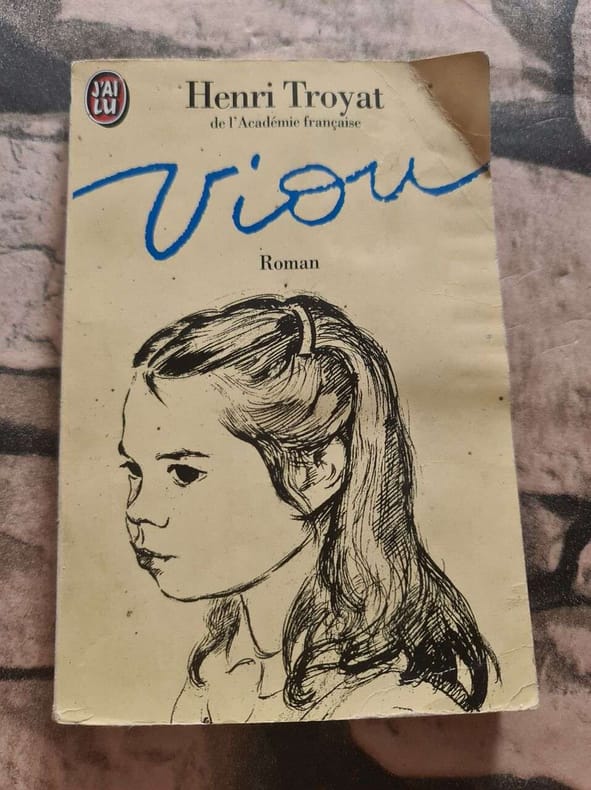 J'AI
LU
Henri Troyat
de l'Académie française
Viou
Roman